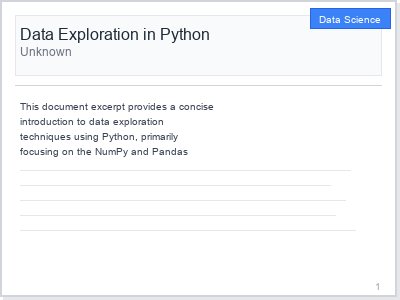 Data Science
Data Exploration in Python
Unknown
This document excerpt provides a concise
introduction to data exploration
techniques using Python, primarily
focusing on the NumPy and Pandas
1